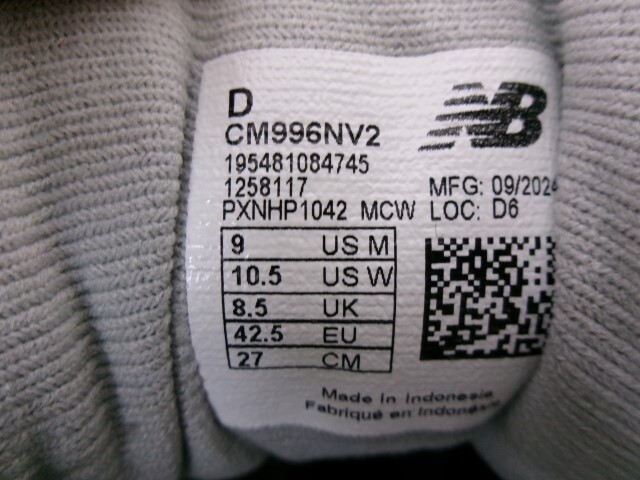 D
NB
CM996NV2
195481084745
1258117 MFG: 09/2024
PXNHP1042 MCW LOC: D6
9 US M
10.5 US W
8.5 UK
42.5 EU
27 CM
Made in Indonesia
Fabriqué en Indonésie